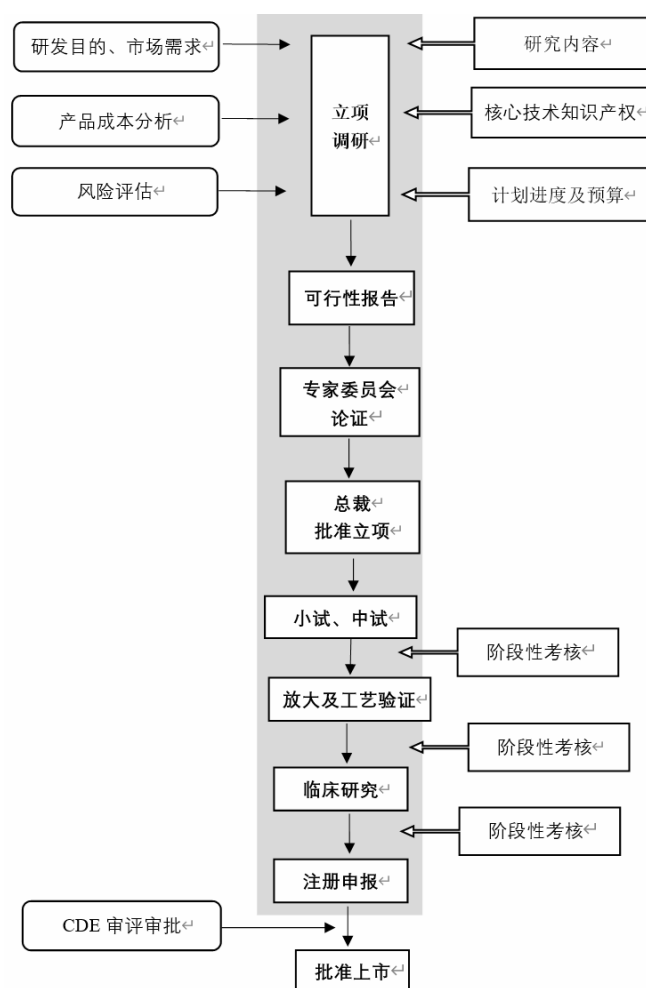 研发目的、市场需求
研究内容
立项
调研
产品成本分析
核心技术知识产权
风险评估
计划进度及预算
可行性报告
专家委员会
论证
总裁
批准立项
小试、中试
阶段性考核
放大及工艺验证
阶段性考核
临床研究
阶段性考核
注册申报
CDE 审评审批
批准上市